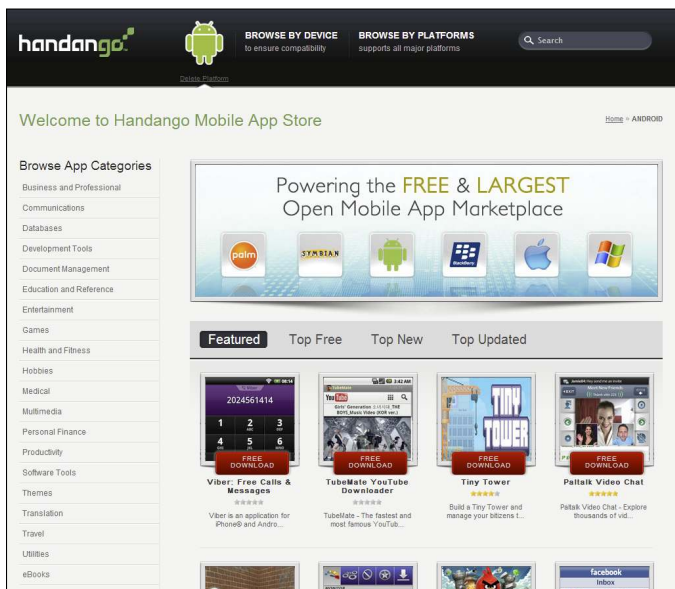 handango
BROWSE BY DEVICE
to ensure compatibility
BROWSE BY PLATFORMS
supports all major platforms
Search
Delete Platform
Welcome to Handango Mobile App Store
Home » ANDROID
Browse App Categories
Business and Professional
Communications
Databases
Development Tools
Document Management
Education and Reference
Entertainment
Games
Health and Fitness
Hobbies
Medical
Multimedia
Personal Finance
Productivity
Software Tools
Themes
Translation
Travel
Utilities
eBooks
Powering the FREE & LARGEST
Open Mobile App Marketplace
palm
SYMBIAN
BlackBerry
Featured
Top Free
Top New
Top Updated
2024561414
1 2 3
4 5 6
FREE
DOWNLOAD
Viber: Free Calls &
Messages
Viber is an application for
iPhone® and Andro...
3:42 AM
TubeMate
YouTube
FREE
DOWNLOAD
TubeMate YouTube
Downloader
TubeMate - The fastest and
most famous YouTub...
TINY
TOWER
FREE
DOWNLOAD
Tiny Tower
Build a Tiny Tower and
manage your bitizens t...
FREE
DOWNLOAD
Paltalk Video Chat
Paltalk Video Chat - Explore
thousands of vid...
facebook
Inbox